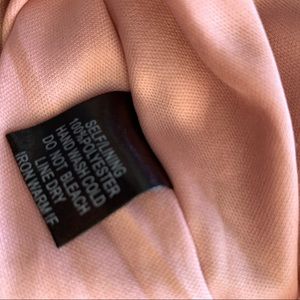 SELF.LINING
100%POLYESTER
HAND WASH COLD
DO NOT BLEACH
LINE DRY
IRON WARM IF